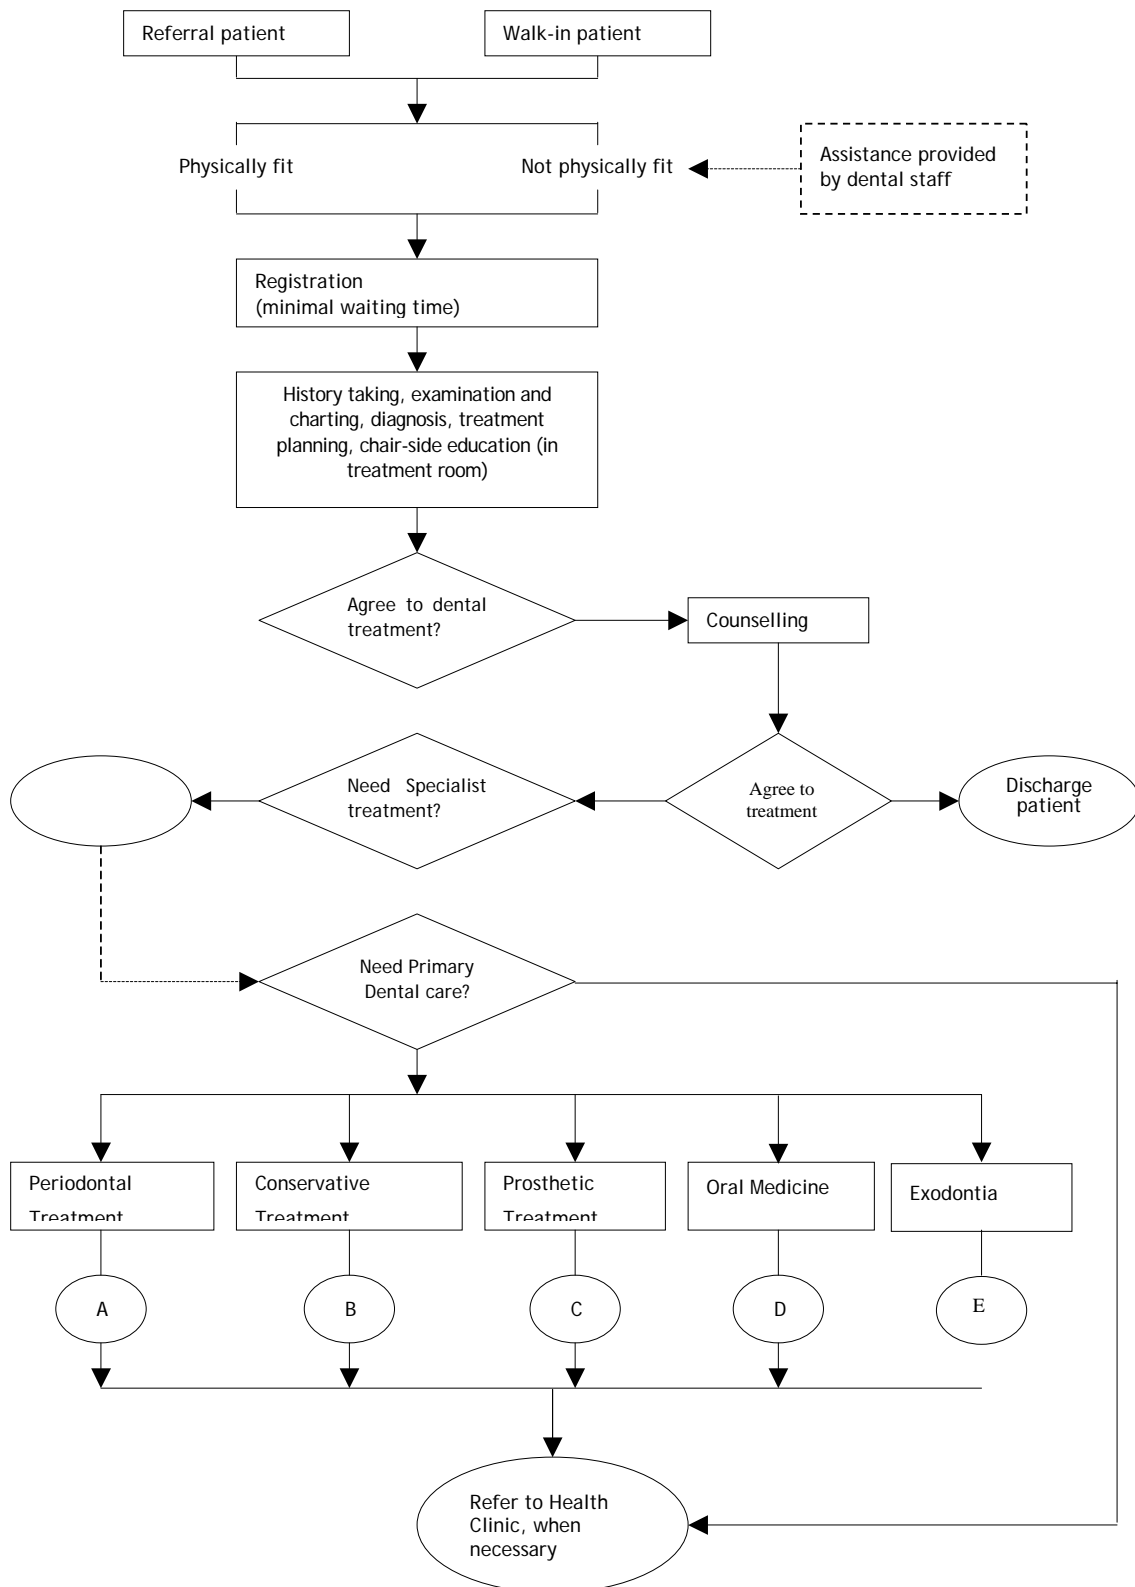 Referral patient
Walk-in patient
Physically fit
Not physically fit
Assistance provided
by dental staff
Registration
(minimal waiting time)
History taking, examination and
charting, diagnosis, treatment
planning, chair-side education (in
treatment room)
Agree to dental
treatment?
Counselling
Need Specialist
treatment?
Agree to
treatment
Discharge
patient
Need Primary
Dental care?
Periodontal
Treatment
Conservative
Treatment
Prosthetic
Treatment
Oral Medicine
Exodontia
A
B
C
D
E
Refer to Health
Clinic, when
necessary